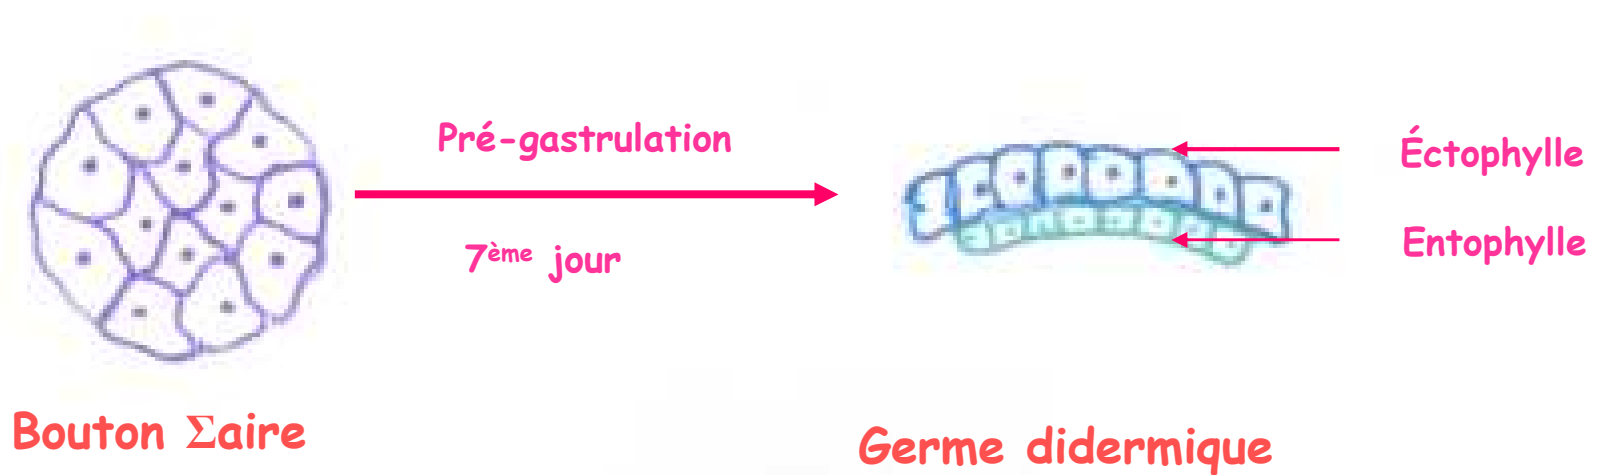 Pré-gastrulation
7ème jour
Éctophylle
Entophylle
Bouton Σaire
Germe didermique